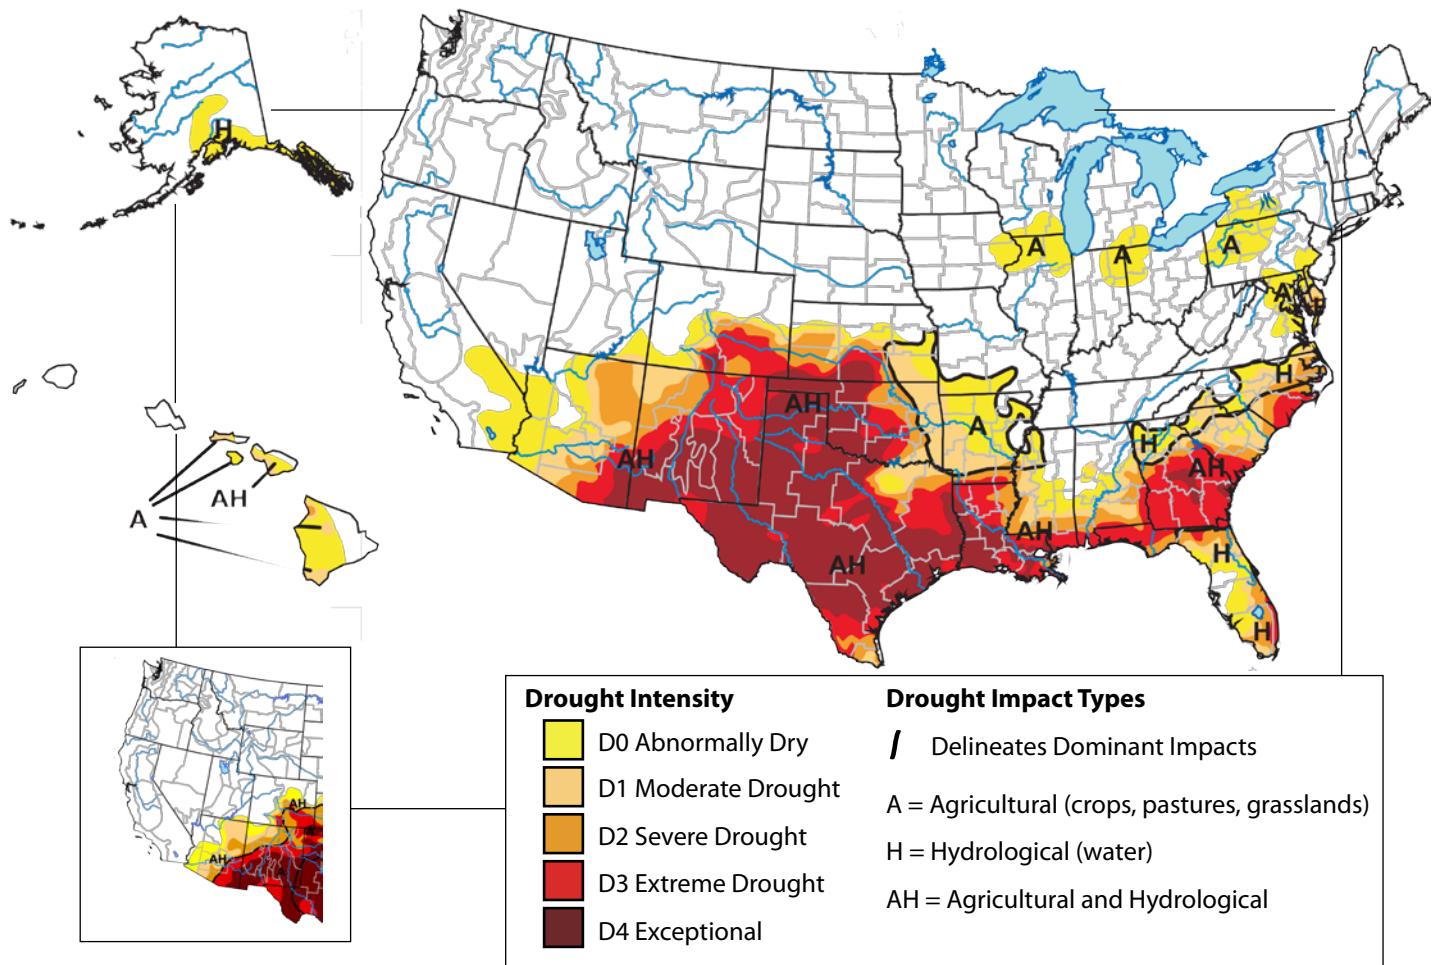 H
A
A
A
A
H
H
AH
A
H
AH
AH
AH
AH
AH
H
H
A
AH
AH
A
Drought Intensity
D0 Abnormally Dry
D1 Moderate Drought
D2 Severe Drought
D3 Extreme Drought
D4 Exceptional
Drought Impact Types
Delineates Dominant Impacts
A = Agricultural (crops, pastures, grasslands)
H = Hydrological (water)
AH = Agricultural and Hydrological